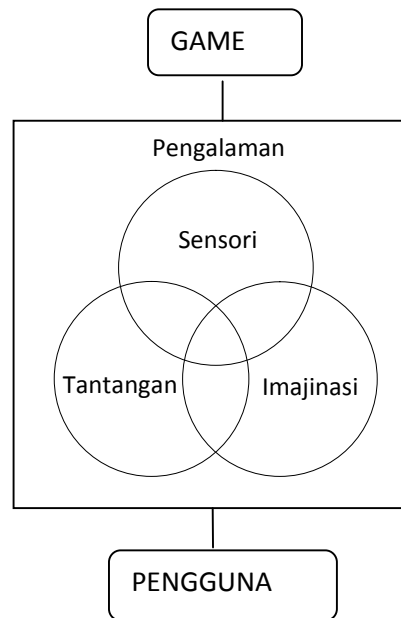 GAME
Pengalaman
Sensori
Tantangan
Imajinasi
PENGGUNA